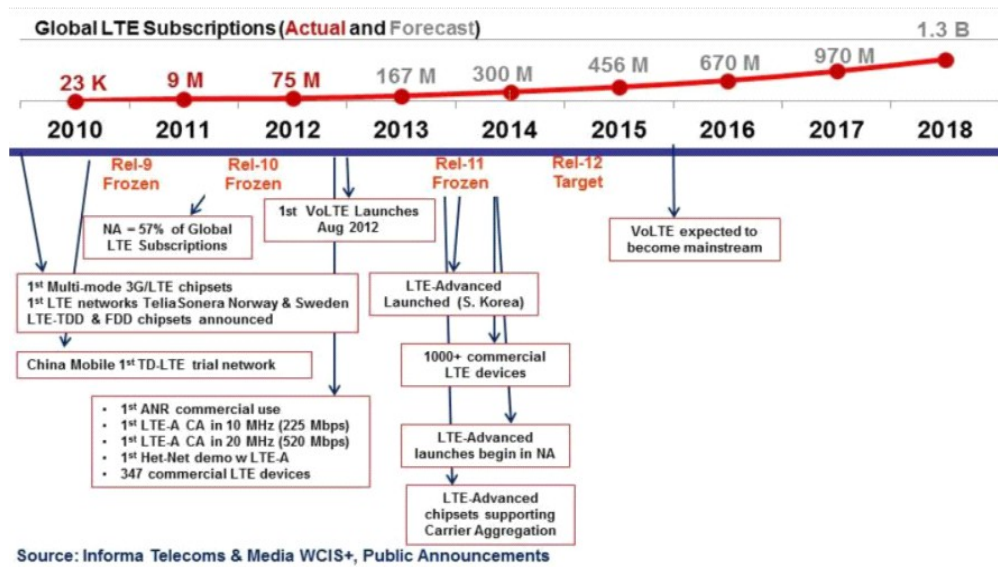 Global LTE Subscriptions (Actual and Forecast)
23 K
9 M
75 M
167 M
300 M
456 M
670 M
970 M
1.3 B
2010
2011
2012
2013
2014
2015
2016
2017
2018
Rel-9
Frozen
Rel-10
Frozen
Rel-11
Frozen
Rel-12
Target
NA = 57% of Global
LTE Subscriptions
1st VoLTE Launches
Aug 2012
VoLTE expected to
become mainstream
1st Multi-mode 3G/LTE chipsets
1st LTE networks TeliaSonera Norway & Sweden
LTE-TDD & FDD chipsets announced
LTE-Advanced
Launched (S. Korea)
China Mobile 1st TD-LTE trial network
1000+ commercial
LTE devices
• 1st ANR commercial use
• 1st LTE-A CA in 10 MHz (225 Mbps)
• 1st LTE-A CA in 20 MHz (520 Mbps)
• 1st Het-Net demo w LTE-A
• 347 commercial LTE devices
LTE-Advanced
launches begin in NA
LTE-Advanced
chipsets supporting
Carrier Aggregation
Source: Informa Telecoms & Media WCIS+, Public Announcements